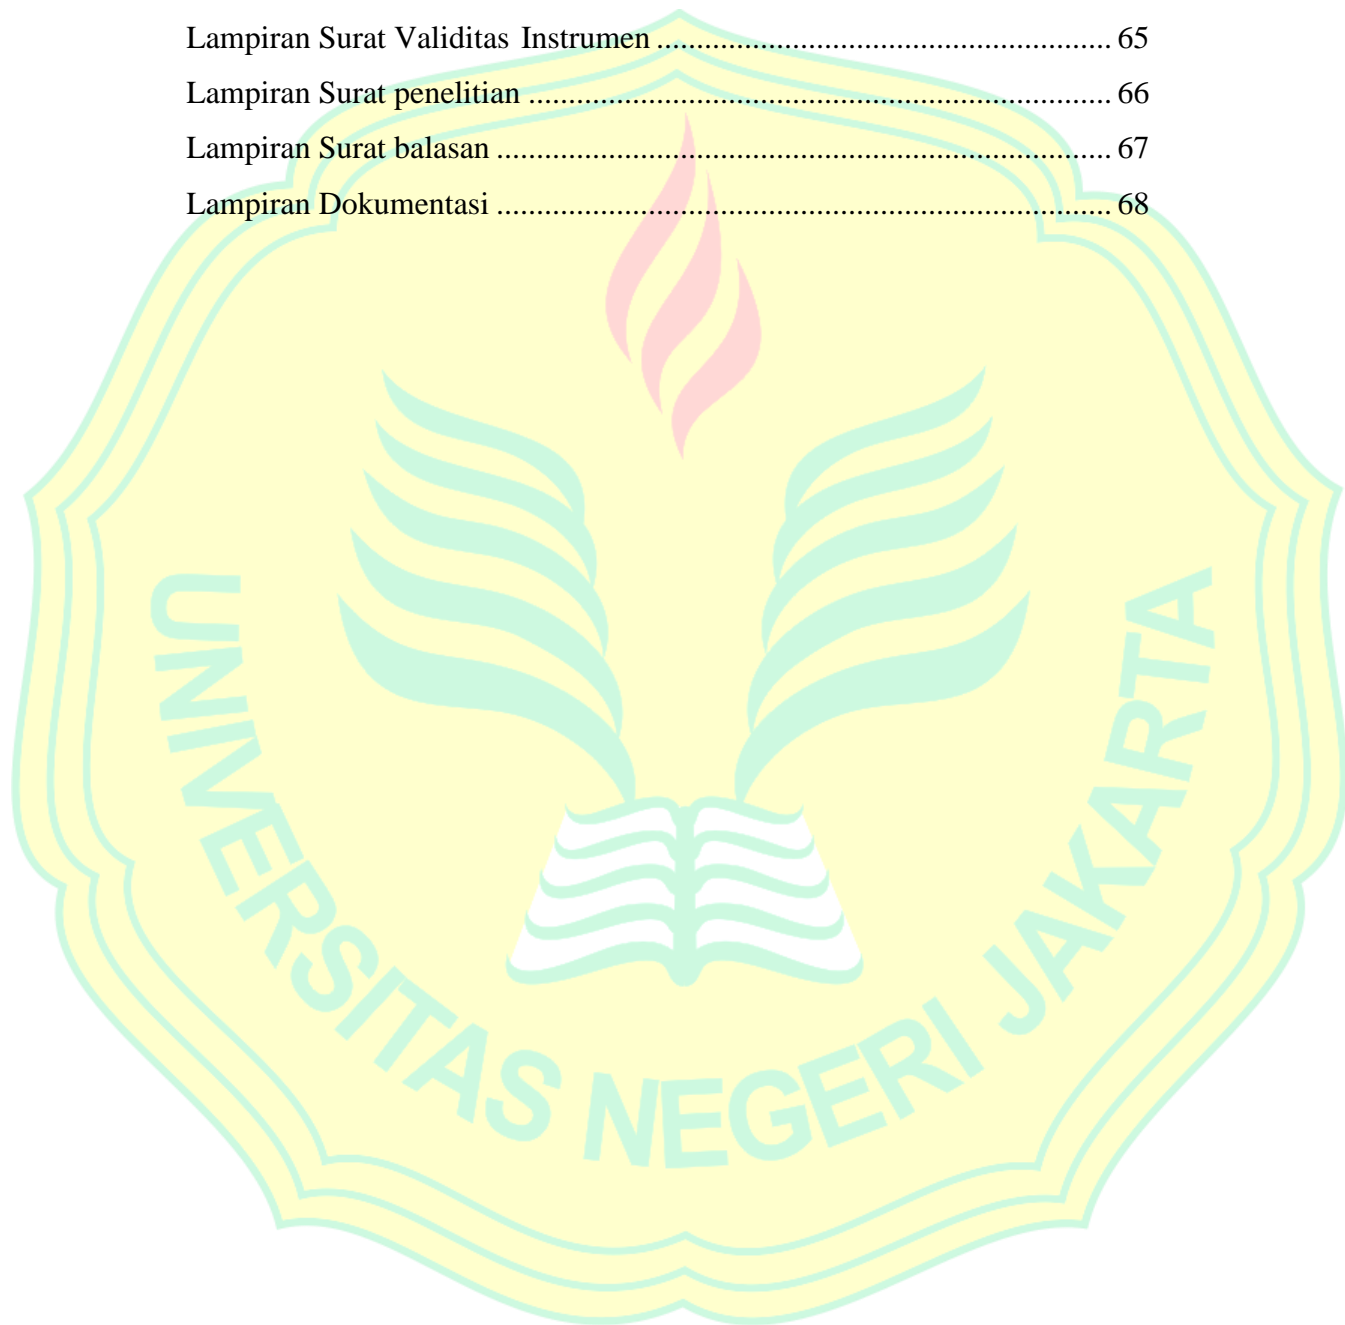 Lampiran Surat Validitas Instrumen ......................................................... 65
Lampiran Surat penelitian ......................................................................... 66
Lampiran Surat balasan ............................................................................. 67
Lampiran Dokumentasi ............................................................................. 68
UNIVERSITAS NEGERI JAKARTA